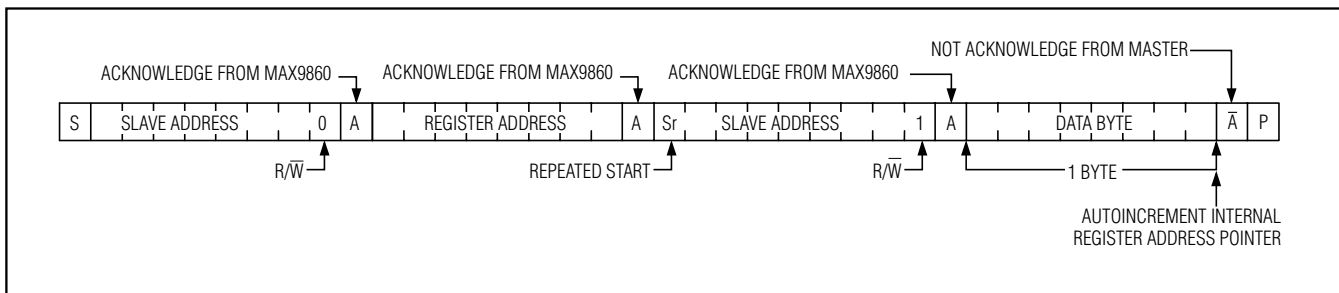 NOT ACKNOWLEDGE FROM MASTER
ACKNOWLEDGE FROM MAX9860 ACKNOWLEDGE FROM MAX9860 ACKNOWLEDGE FROM MAX9860
S SLAVE ADDRESS 0 A REGISTER ADDRESS A Sr SLAVE ADDRESS 1 A DATA BYTE A̅ P
R/W̅ REPEATED START R/W̅ 1 BYTE
AUTOINCREMENT INTERNAL
REGISTER ADDRESS POINTER